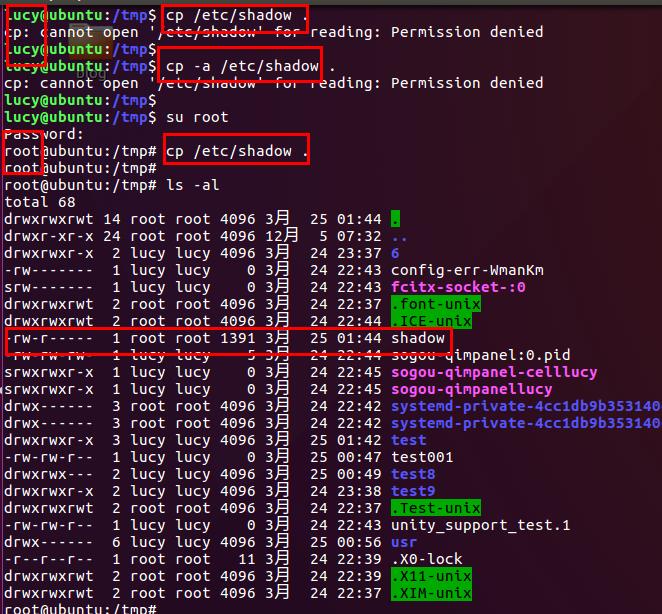 lucy@ubuntu:/tmp$ cp /etc/shadow .
cp: cannot open '/etc/shadow' for reading: Permission denied
lucy@ubuntu:/tmp$
lucy@ubuntu:/tmp$ cp -a /etc/shadow .
cp: cannot open '/etc/shadow' for reading: Permission denied
blog
lucy@ubuntu:/tmp$
lucy@ubuntu:/tmp$ su root
Password:
root@ubuntu:/tmp# cp /etc/shadow .
root@ubuntu:/tmp#
root@ubuntu:/tmp# ls -al
total 68
drwxrwxrwt 14 root root 4096 3月 25 01:44 .
drwxr-xr-x 24 root root 4096 12月 5 07:32 ..
drwxrwxr-x 2 lucy lucy 4096 3月 24 23:37 6
-rw------- 1 lucy lucy 0 3月 24 22:43 config-err-WmanKm
srw------- 1 lucy lucy 0 3月 24 22:43 fcitx-socket-:0
drwxrwxrwt 2 root root 4096 3月 24 22:37 .font-unix
drwxrwxrwt 2 root root 4096 3月 24 22:44 .ICE-unix
-rw-r----- 1 root root 1391 3月 25 01:44 shadow
-rw-rw-rw- 1 lucy lucy 5 3月 24 22:44 sogou-qimpanel:0.pid
srwxrwxr-x 1 lucy lucy 0 3月 24 22:45 sogou-qimpanel-celllucy
srwxrwxr-x 1 lucy lucy 0 3月 24 22:45 sogou-qimpanellucy
drwx------ 3 root root 4096 3月 24 22:42 systemd-private-4cc1db9b353140
drwx------ 3 root root 4096 3月 24 22:42 systemd-private-4cc1db9b353140
drwxrwxr-x 3 lucy lucy 4096 3月 25 01:42 test
-rw------- 1 lucy lucy 0 3月 25 00:47 test001
drwxrwx--- 2 lucy lucy 4096 3月 25 00:49 test8
drwxrwxr-x 2 lucy lucy 4096 3月 24 23:38 test9
drwxrwxrwt 2 root root 4096 3月 24 22:37 .Test-unix
-rw-rw-r-- 1 lucy lucy 0 3月 24 22:43 unity_support_test.1
drwx------ 6 lucy lucy 4096 3月 25 00:56 usr
-r--r--r-- 1 root root 11 3月 24 22:39 .X0-lock
drwxrwxrwt 2 root root 4096 3月 24 22:39 .X11-unix
drwxrwxrwt 2 root root 4096 3月 24 22:37 .XIM-unix
root@ubuntu:/tmp#